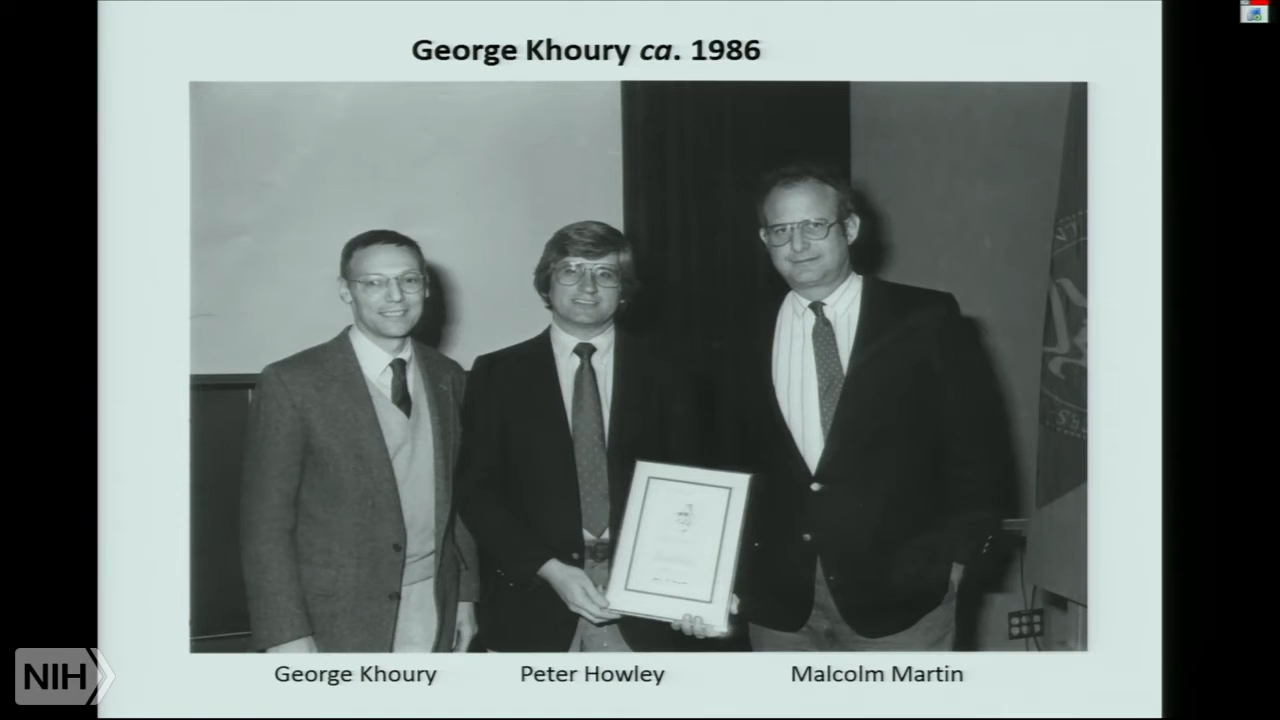 George Khoury ca. 1986
George Khoury
Peter Howley
Malcolm Martin
NIH